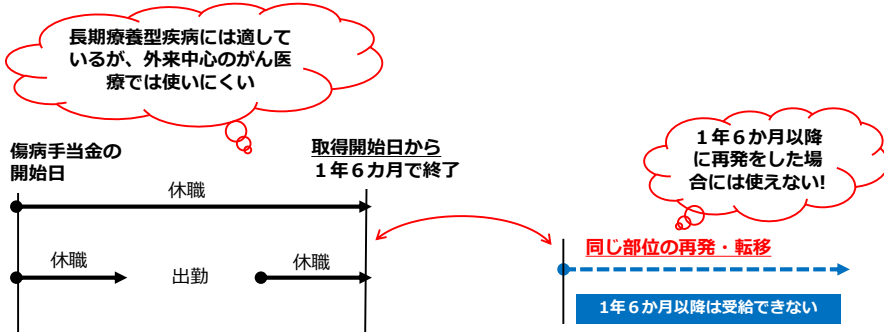 長期療養型疾病には適して
いるが、外来中心のがん医
療では使いにくい
傷病手当金の
開始日
取得開始日から
１年６カ月で終了
１年６か月以降
に再発をした場
合には使えない!
休職
休職
出勤
休職
同じ部位の再発・転移
1年６か月以降は受給できない